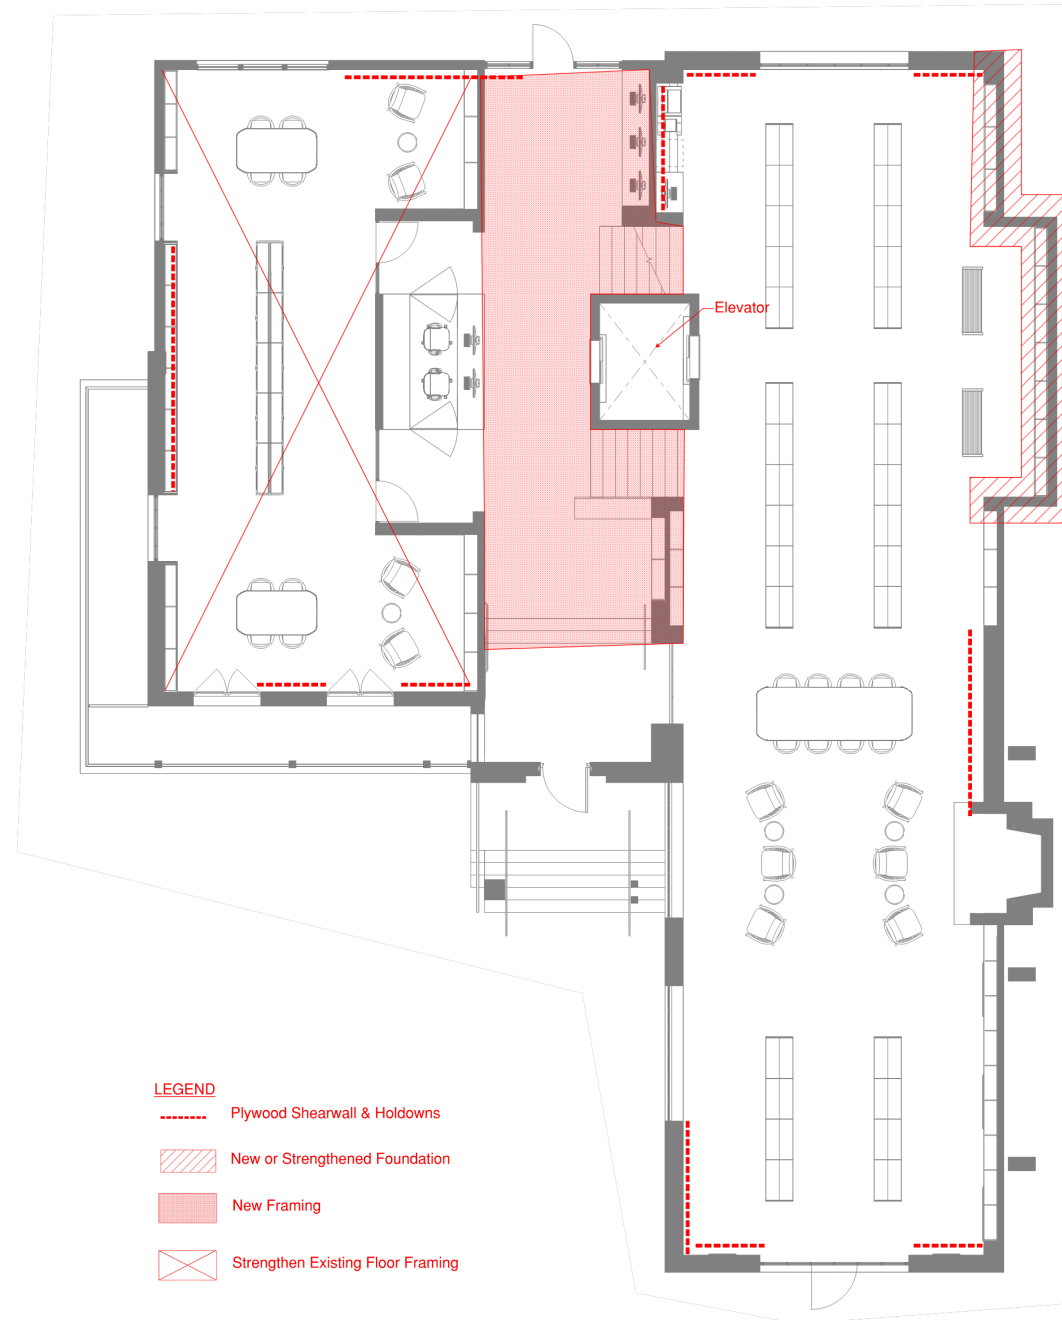 Elevator
LEGEND
Plywood Shearwall & Holdowns
New or Strengthened Foundation
New Framing
Strengthen Existing Floor Framing